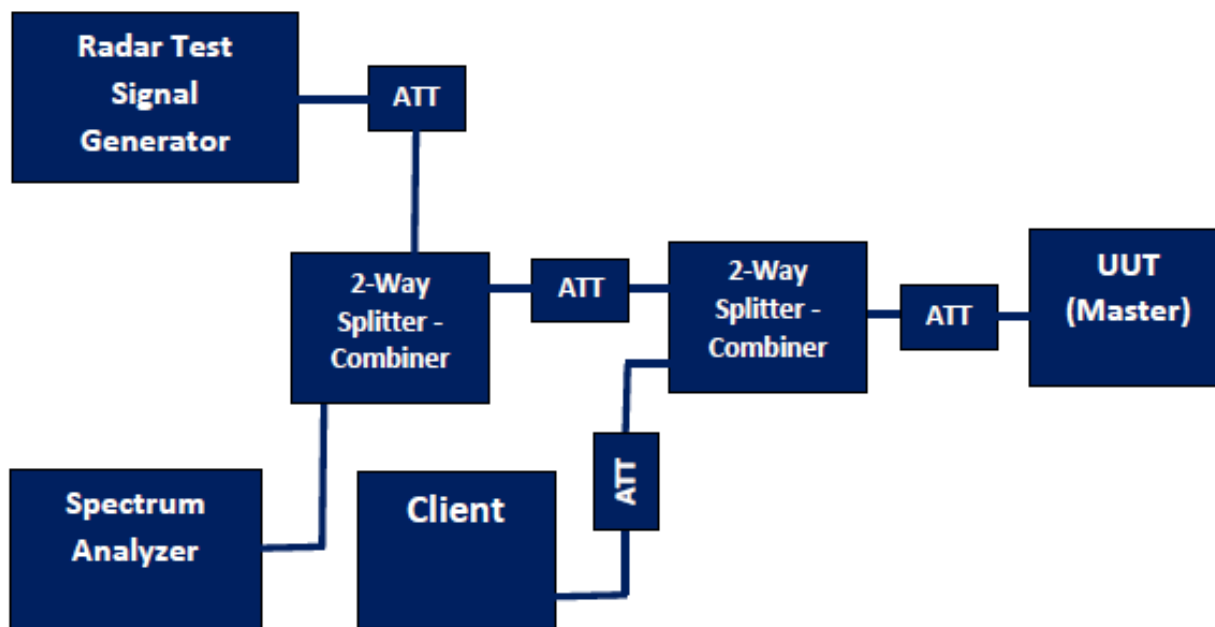 Radar Test
Signal
Generator
ATT
2-Way
Splitter -
Combiner
ATT
2-Way
Splitter -
Combiner
ATT
UUT
(Master)
ATT
Spectrum
Analyzer
Client